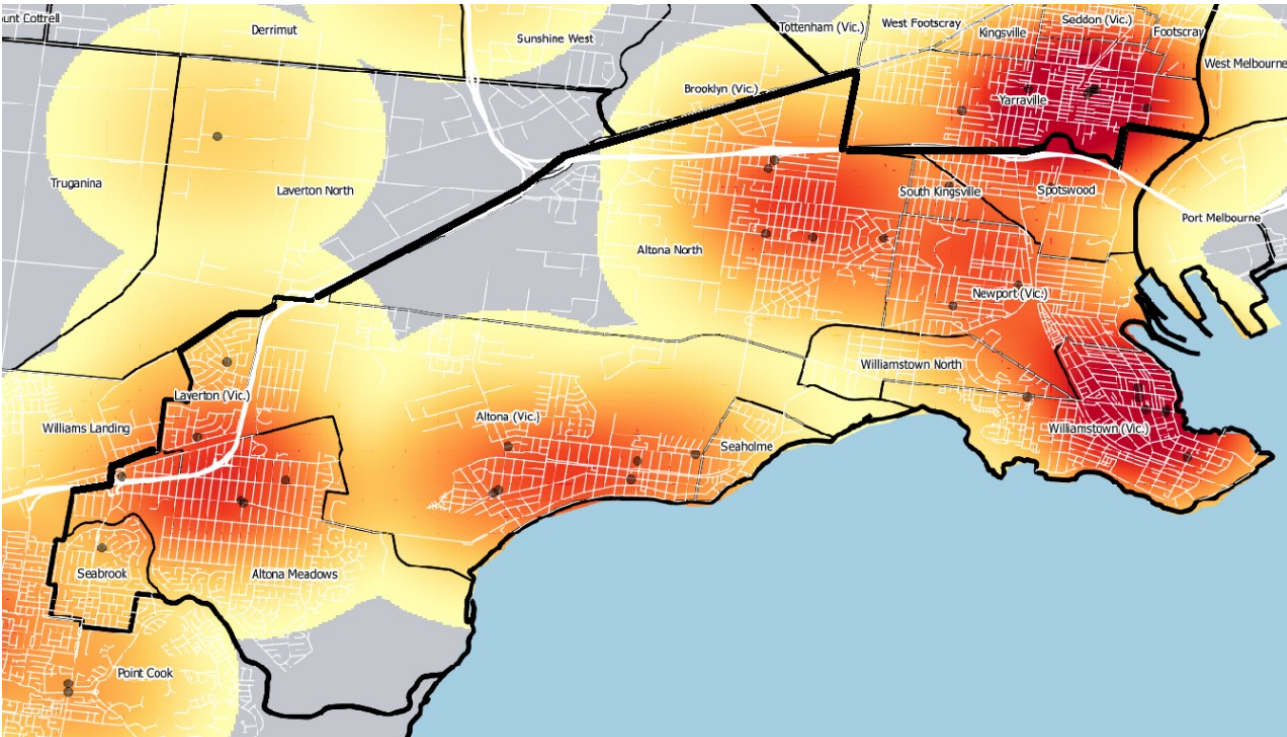 unt Cottrell
Derrimut
Sunshine West
Tottenham (Vic.)
West Footscray
Seddon (Vic.)
Kingsville
Footscray
West Melbourne
Brooklyn (Vic.)
Yarraville
Truganina
Laverton North
South Kingsville
Spotswood
Port Melbourne
Altona North
Newport (Vic.)
Williamstown North
Laverton (Vic.)
Williams Landing
Altona (Vic.)
Seaholme
Williamstown (Vic.)
Seabrook
Altona Meadows
Point Cook